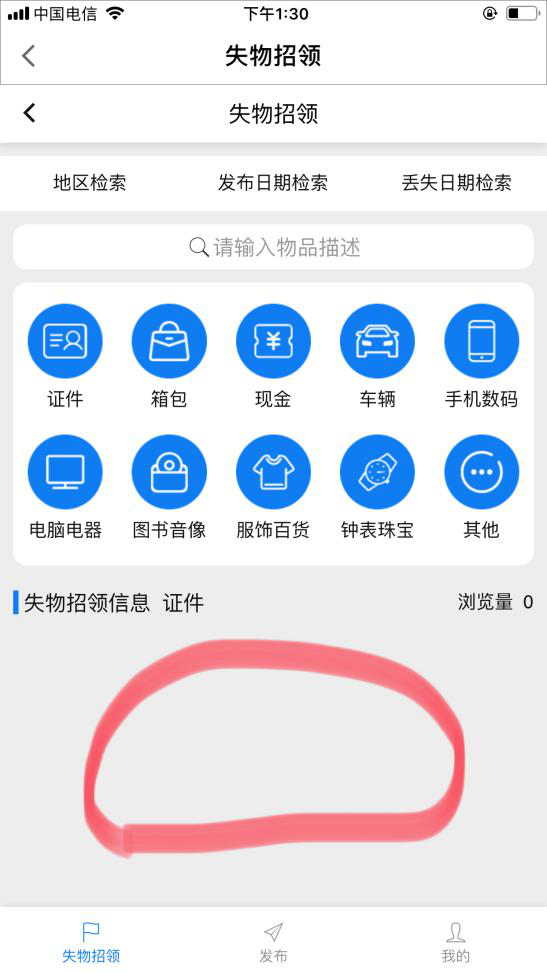 中国电信 下午1:30
失物招领
失物招领
地区检索 发布日期检索 丢失日期检索
请输入物品描述
证件 箱包 现金 车辆 手机数码
电脑电器 图书音像 服饰百货 钟表珠宝 其他
失物招领信息 证件 浏览量 0
失物招领 发布 我的